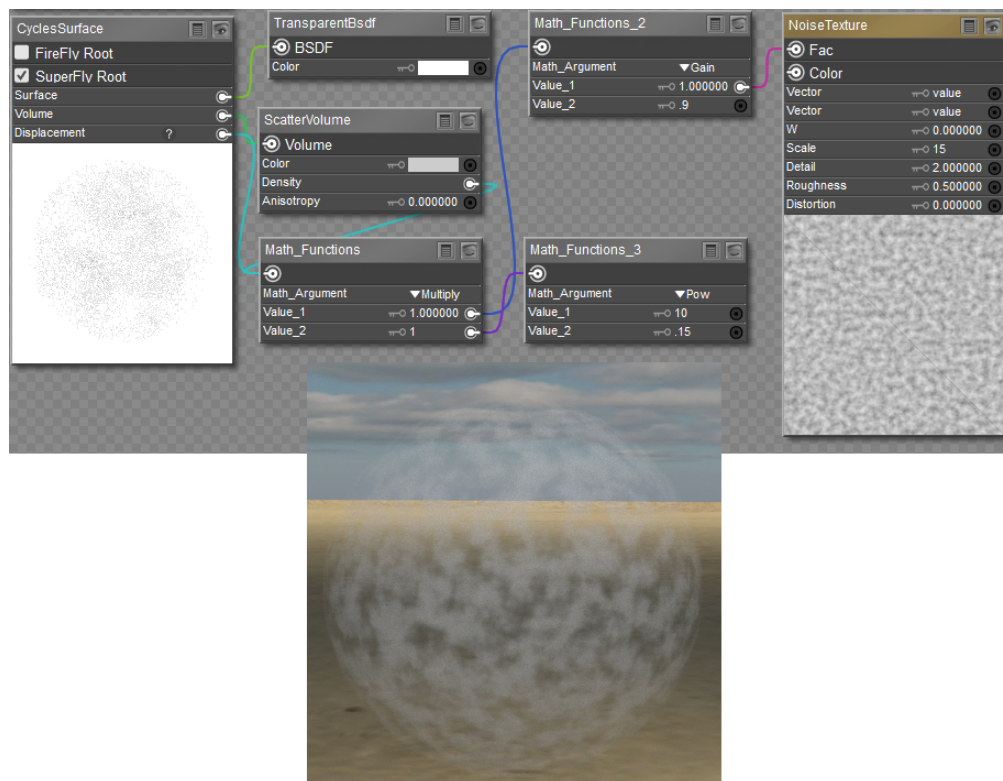 CyclesSurface
FireFly Root
SuperFly Root
Surface
Volume
Displacement ?
TransparentBsdf
BSDF
Color
ScatterVolume
Volume
Color
Density
Anisotropy 0.000000
Math_Functions
Math_Argument Multiply
Value_1 1.000000
Value_2 1
Math_Functions_2
Math_Argument Gain
Value_1 1.000000
Value_2 .9
Math_Functions_3
Math_Argument Pow
Value_1 10
Value_2 .15
NoiseTexture
Fac
Color
Vector value
Vector value
W 0.000000
Scale 15
Detail 2.000000
Roughness 0.500000
Distortion 0.000000